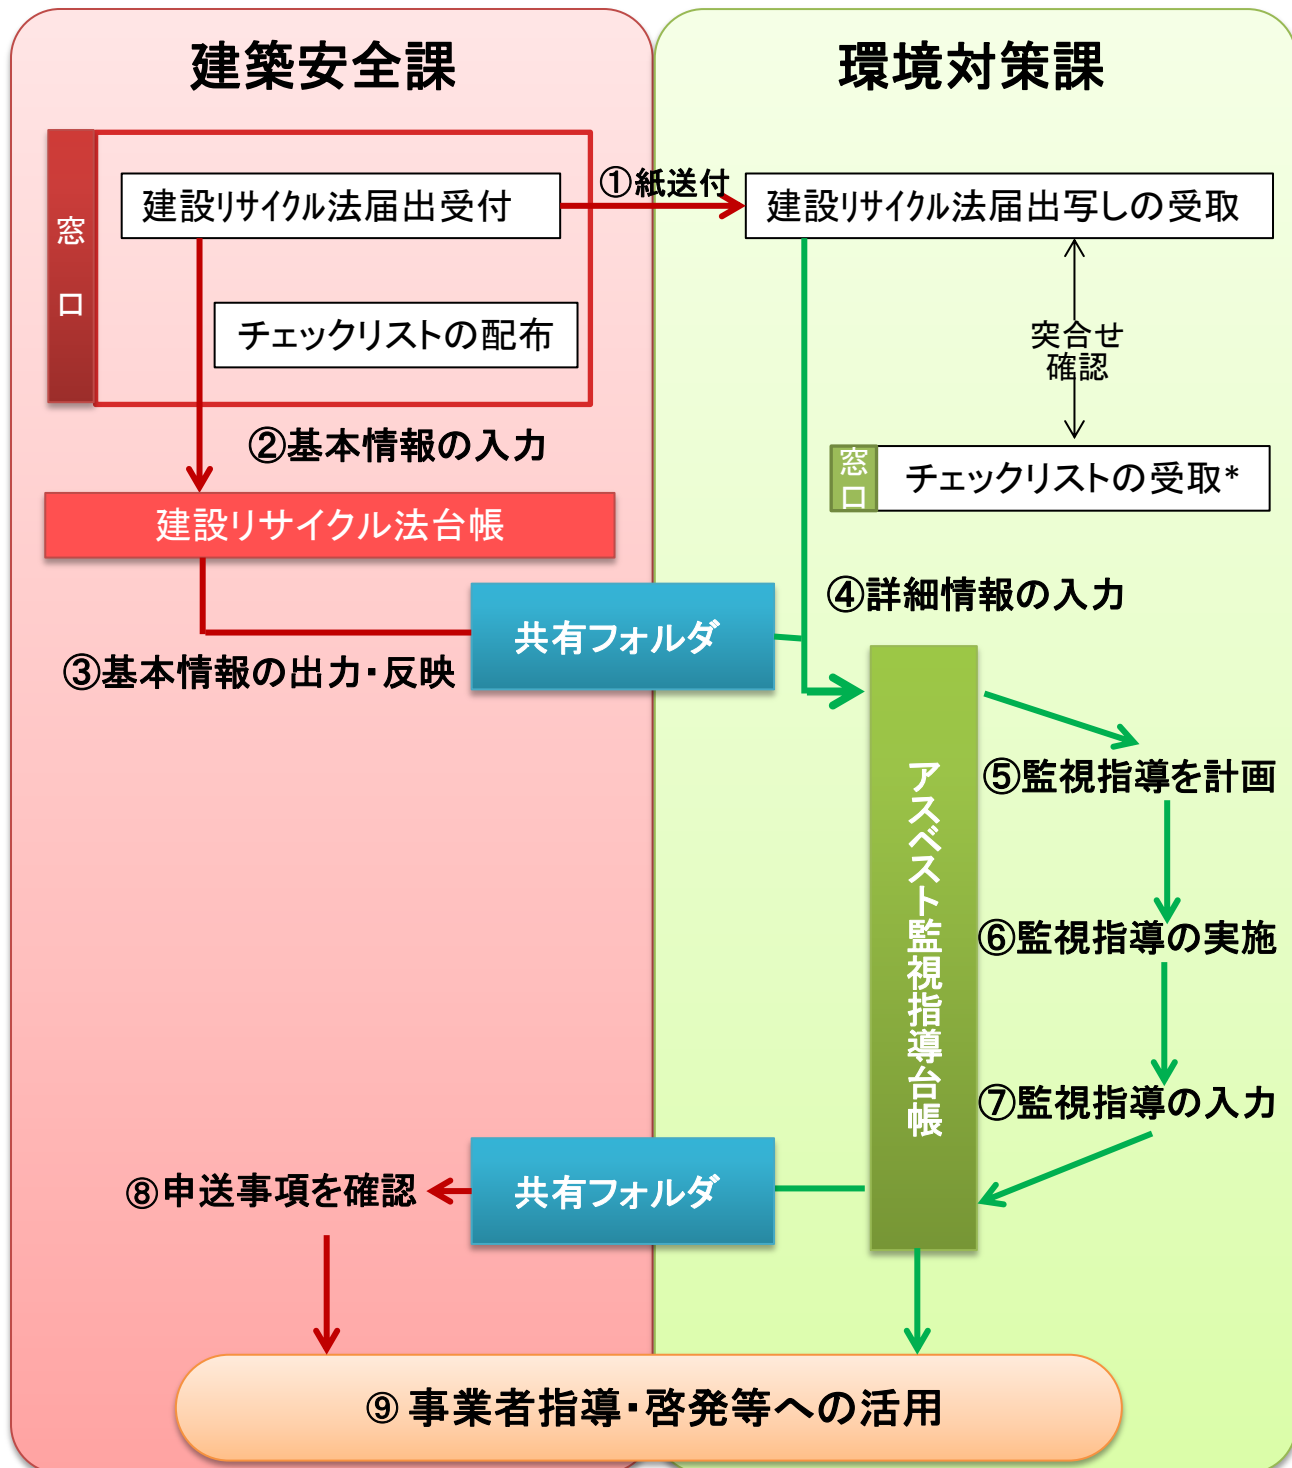 建築安全課
環境対策課
窓
口
建設リサイクル法届出受付
①紙送付
建設リサイクル法届出写しの受取
チェックリストの配布
突合せ
確認
②基本情報の入力
窓
口
チェックリストの受取*
建設リサイクル法台帳
④詳細情報の入力
共有フォルダ
③基本情報の出力・反映
アスベスト監視指導台帳
⑤監視指導を計画
⑥監視指導の実施
⑦監視指導の入力
⑧申送事項を確認
共有フォルダ
⑨事業者指導・啓発等への活用